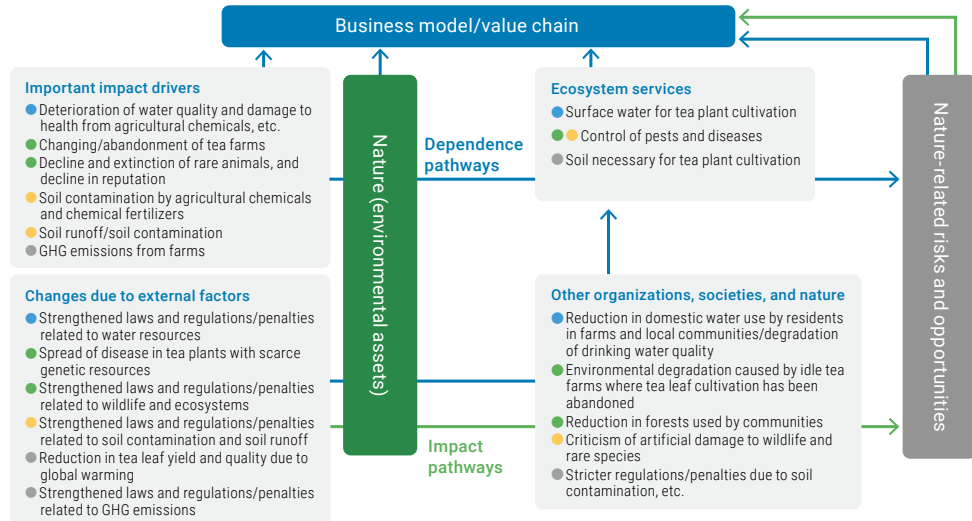 Business model/value chain
Important impact drivers
Deterioration of water quality and damage to
health from agricultural chemicals, etc.
Changing/abandonment of tea farms
Decline and extinction of rare animals, and
decline in reputation
Soil contamination by agricultural chemicals
and chemical fertilizers
Soil runoff/soil contamination
GHG emissions from farms
Changes due to external factors
Strengthened laws and regulations/penalties
related to water resources
Spread of disease in tea plants with scarce
genetic resources
Strengthened laws and regulations/penalties
related to wildlife and ecosystems
Strengthened laws and regulations/penalties
related to soil contamination and soil runoff
Reduction in tea leaf yield and quality due to
global warming
Strengthened laws and regulations/penalties
related to GHG emissions
Nature (environmental assets)
Dependence
pathways
Impact
pathways
Ecosystem services
Surface water for tea plant cultivation
Control of pests and diseases
Soil necessary for tea plant cultivation
Other organizations, societies, and nature
Reduction in domestic water use by residents
in farms and local communities/degradation
of drinking water quality
Environmental degradation caused by idle tea
farms where tea leaf cultivation has been
abandoned
Reduction in forests used by communities
Criticism of artificial damage to wildlife and
rare species
Stricter regulations/penalties due to soil
contamination, etc.
Nature-related risks and opportunities